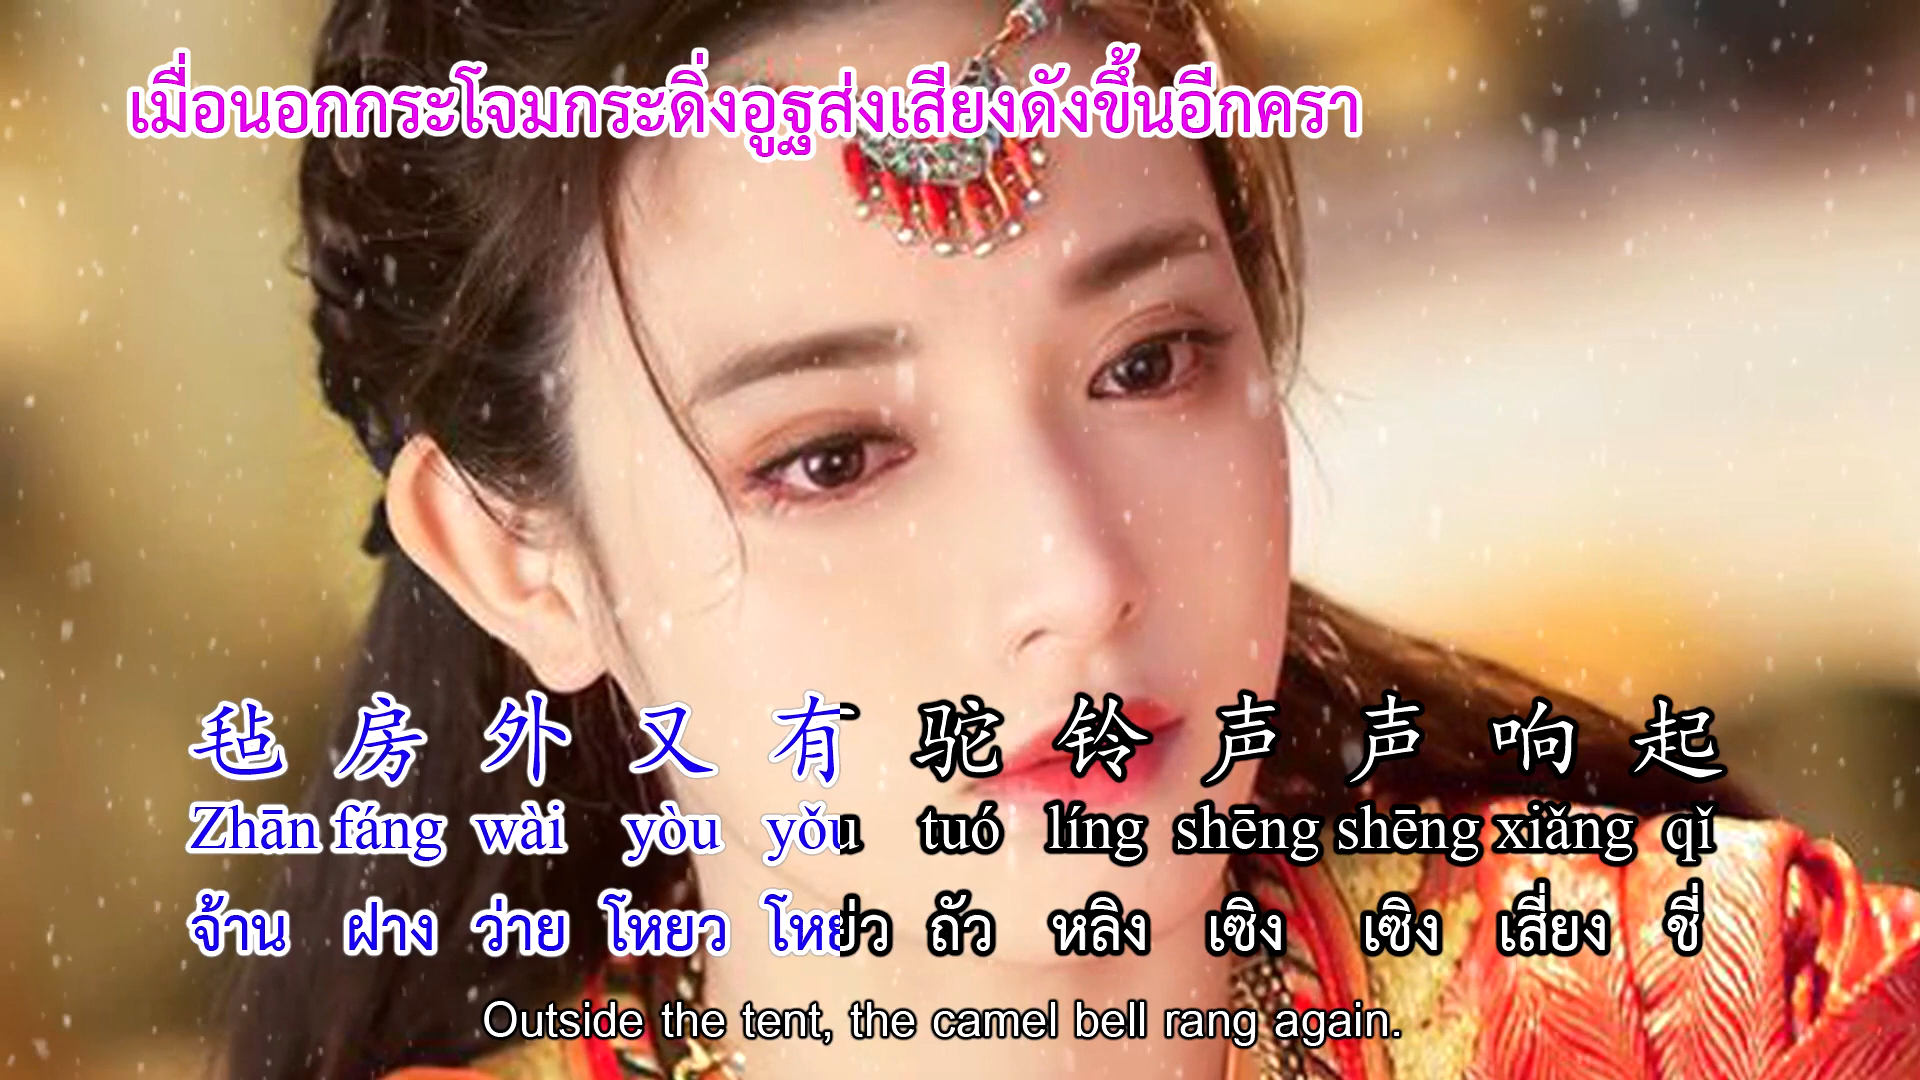 เมื่อนอกกระโจมกระดิ่งอูฐส่งเสียงดังขึ้นอีกครา
毡 房 外 又 有 驼 铃 声 声 响 起
Zhān fáng wài yòu yǒu tuó líng shēng shēng xiǎng qǐ
จ้าน ฝาง ว่าย โหยว โหย่ว ถัว หลิง เซิง เซิง เสี่ยง ชี่
Outside the tent, the camel bell rang again.